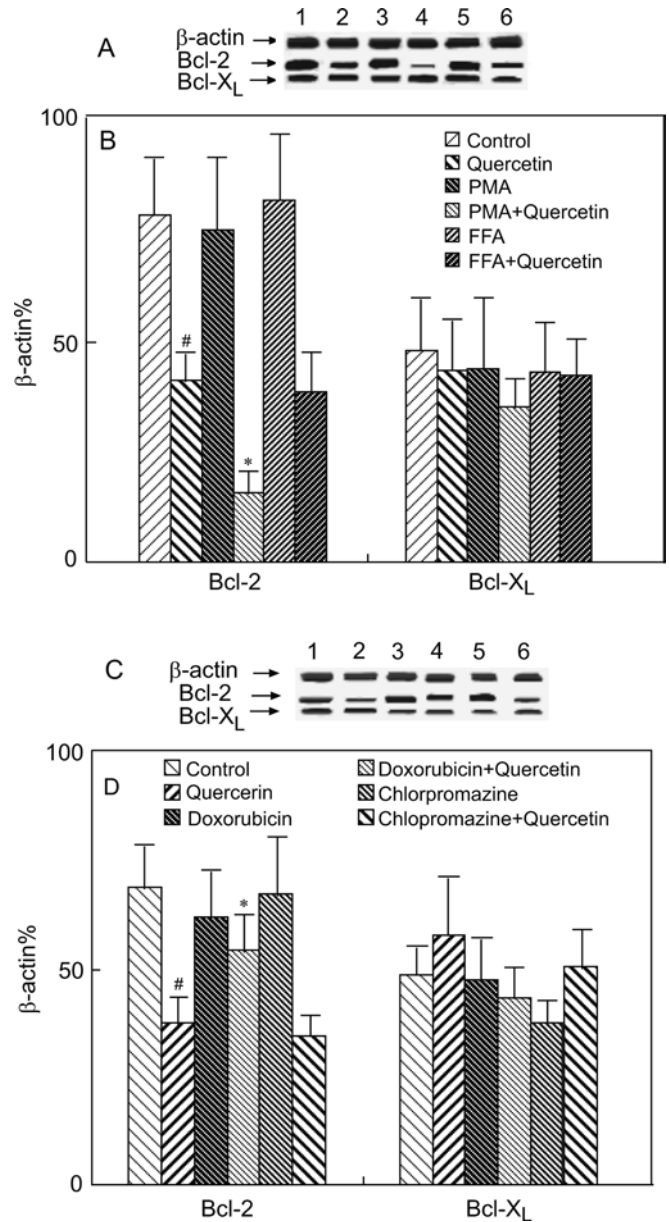 A
1 2 3 4 5 6
β-actin
Bcl-2
Bcl-XL
B
100
50
0
β-actin%
Control
Quercetin
PMA
PMA+Quercetin
FFA
FFA+Quercetin
#
*
Bcl-2 Bcl-XL
C
1 2 3 4 5 6
β-actin
Bcl-2
Bcl-XL
D
100
50
0
β-actin%
Control Doxorubicin+Quercetin
Quercerin Chlorpromazine
Doxorubicin Chlopromazine+Quercetin
#
*
Bcl-2 Bcl-XL